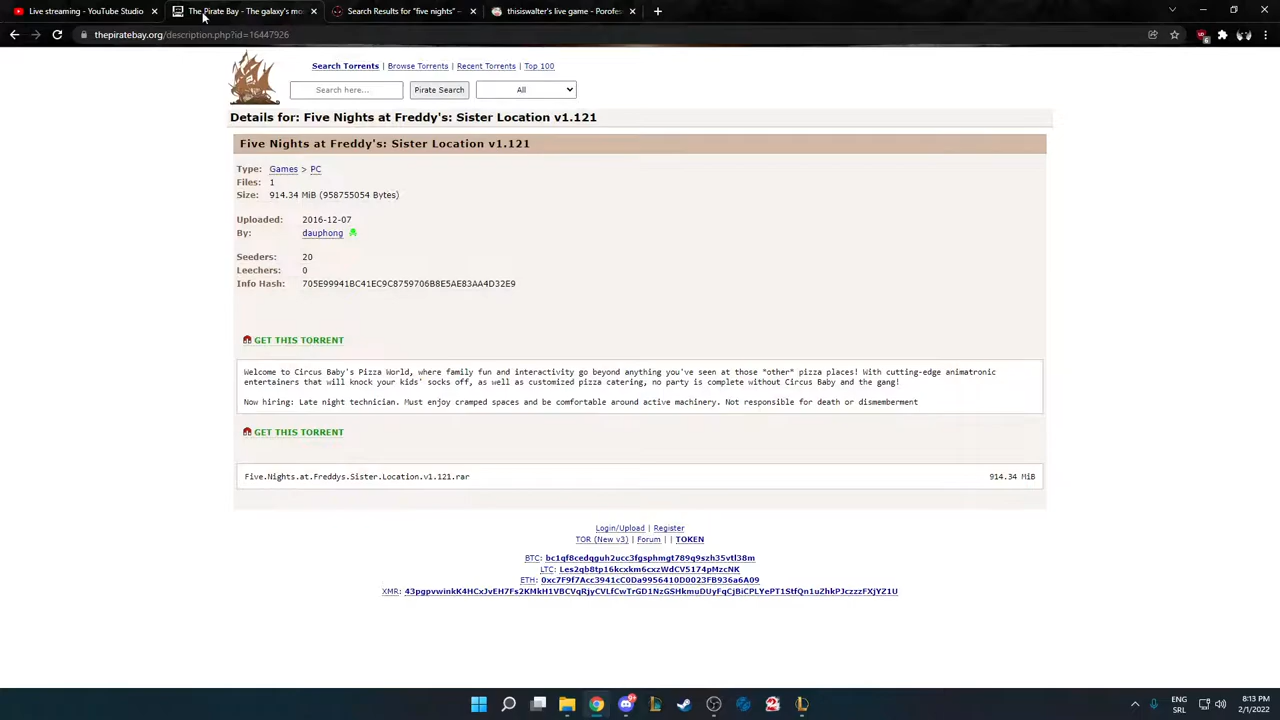 Live streaming - YouTube Studio
The Pirate Bay - The galaxy's mo
Search Results for "five nights" -
thisiswalter's live game - Porofes
thepiratebay.org/description.php?id=16447926
Search Torrents | Browse Torrents | Recent Torrents | Top 100
Search here... Pirate Search All
Details for: Five Nights at Freddy's: Sister Location v1.121
Five Nights at Freddy's: Sister Location v1.121
Type: Games > PC
Files: 1
Size: 914.34 MiB (958755054 Bytes)
Uploaded: 2016-12-07
By: dauphong
Seeders: 20
Leechers: 0
Info Hash: 705E99941BC41EC9C8759706B8E5AE83AA4D32E9
GET THIS TORRENT
Welcome to Circus Baby's Pizza World, where family fun and interactivity go beyond anything you've seen at those "other" pizza places! With cutting-edge animatronic
entertainers that will knock your kids' socks off, as well as customized pizza catering, no party is complete without Circus Baby and the gang!
Now hiring: Late night technician. Must enjoy cramped spaces and be comfortable around active machinery. Not responsible for death or dismemberment
GET THIS TORRENT
Five.Nights.at.Freddys.Sister.Location.v1.121.rar 914.34 MiB
Login/Upload | Register
TOR (New v3) | Forum | | TOKEN
BTC: bc1qf8cedqguh2ucc3fgsphmgt789q9szh35vtl38m
LTC: Les2qb8tp16kcxkm6cxzWdCV5174pMzcNK
ETH: 0xc7F9f7Acc3941cC0Da9956410D0023FB936a6A09
XMR: 43pgpvwinkK4HCxJvEH7Fs2KMkH1VBCVqRjyCVLfCwTrGD1NzGSHkmuDUyFqCjBiCPLYePT1StfQn1uZhkPJczzzFXjYZ1U
ENG
SRL
8:13 PM
2/1/2022